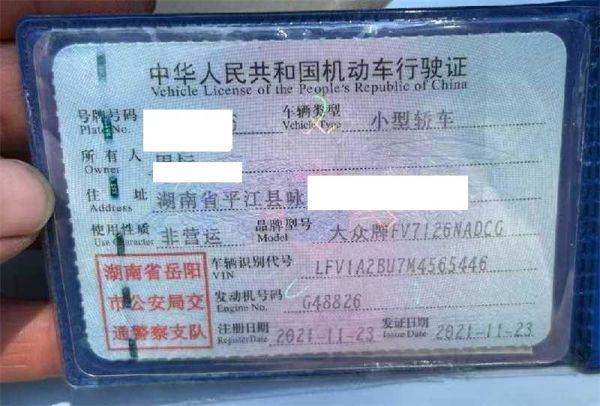 中华人民共和国机动车行驶证
Vehicle License of the People's Republic of China
号牌号码 车辆类型 小型轿车
Plate No. Vehicle Type
所有人
Owner
住址 湖南省平江县咏
Address
使用性质 非营运 品牌型号 大众牌FV7126NADCG
Use Character Model
车辆识别代号 LFV1A2BU7M4565446
VIN
发动机号码 G48826
Engine No.
注册日期 2021-11-23 发证日期 2021-11-23
Register Date Issue Date
湖南省岳阳
市公安局交
通警察支队